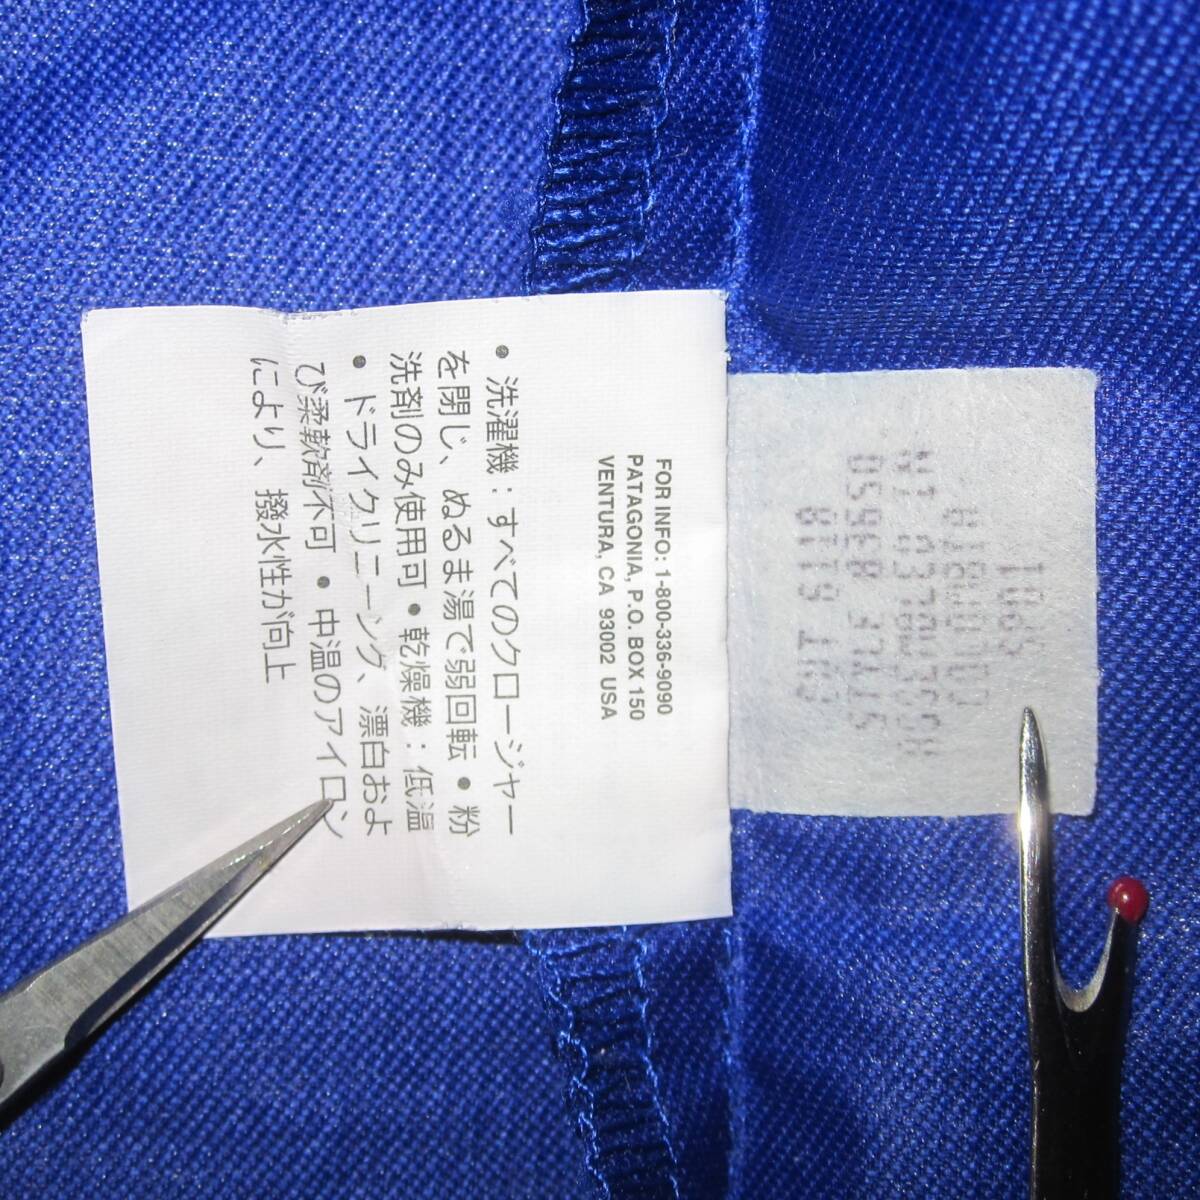 • 洗濯機：すべてのクロージャー
を閉じ、ぬるま湯で弱回転 • 粉
洗剤のみ使用可 • 乾燥機：低温
• ドライクリーニング、漂白およ
び柔軟剤不可 • 中温のアイロン
により、撥水性が向上
FOR INFO: 1-800-336-9090
PATAGONIA, P.O. BOX 150
VENTURA, CA 93002 USA